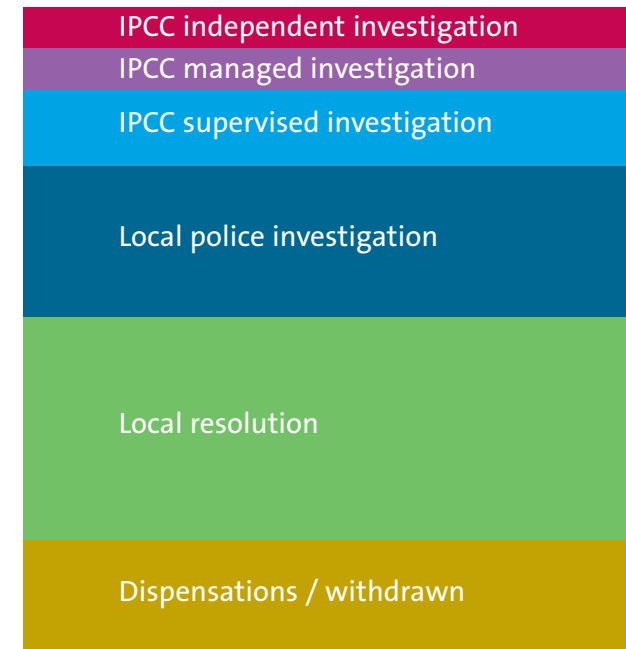 IPCC independent investigation
IPCC managed investigation
IPCC supervised investigation
Local police investigation
Local resolution
Dispensations / withdrawn